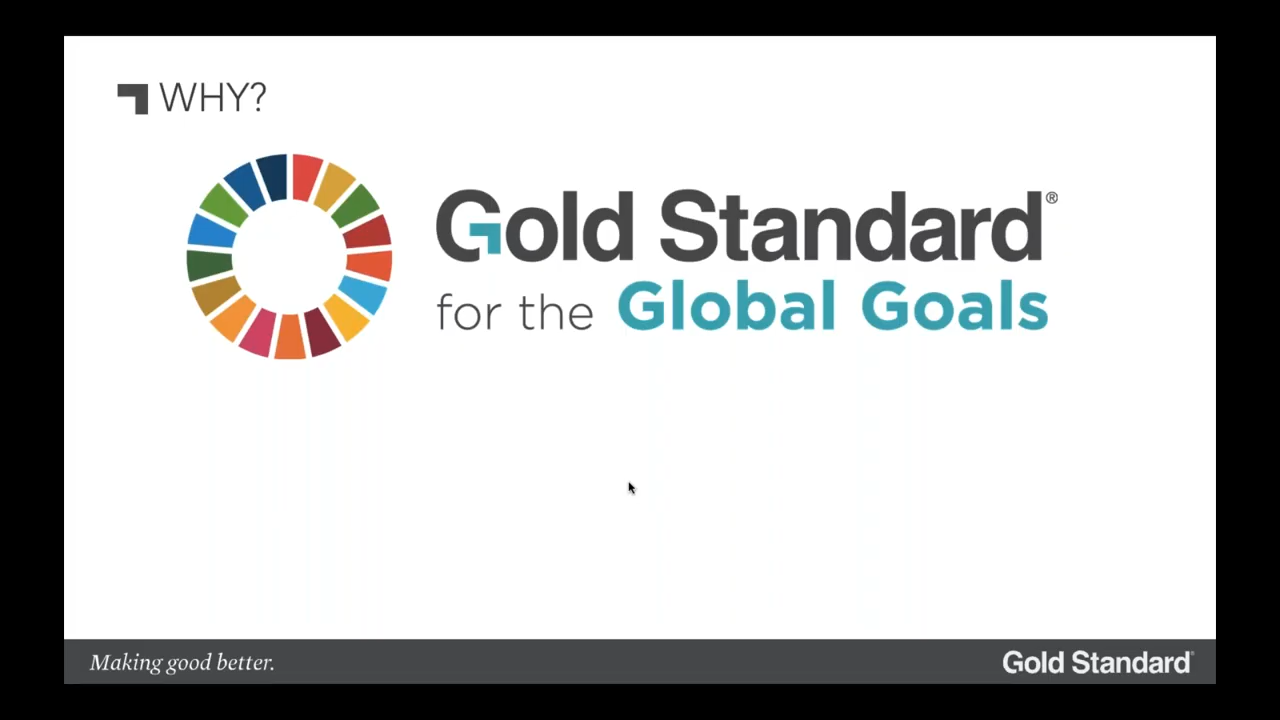 WHY?
Gold Standard®
for the Global Goals
Making good better.
Gold Standard®